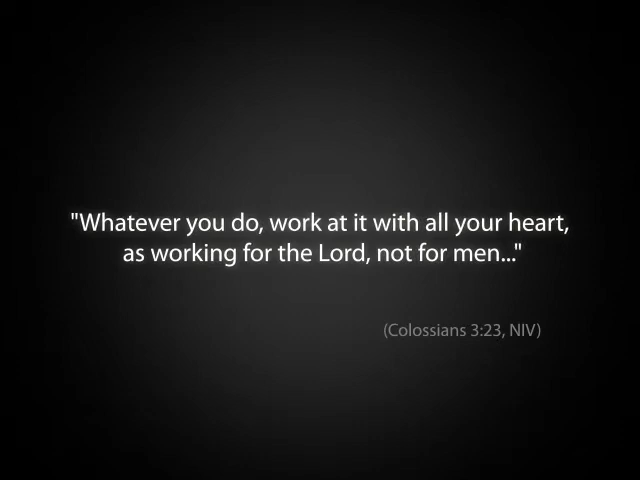 "Whatever you do, work at it with all your heart,
as working for the Lord, not for men..."
(Colossians 3:23, NIV)